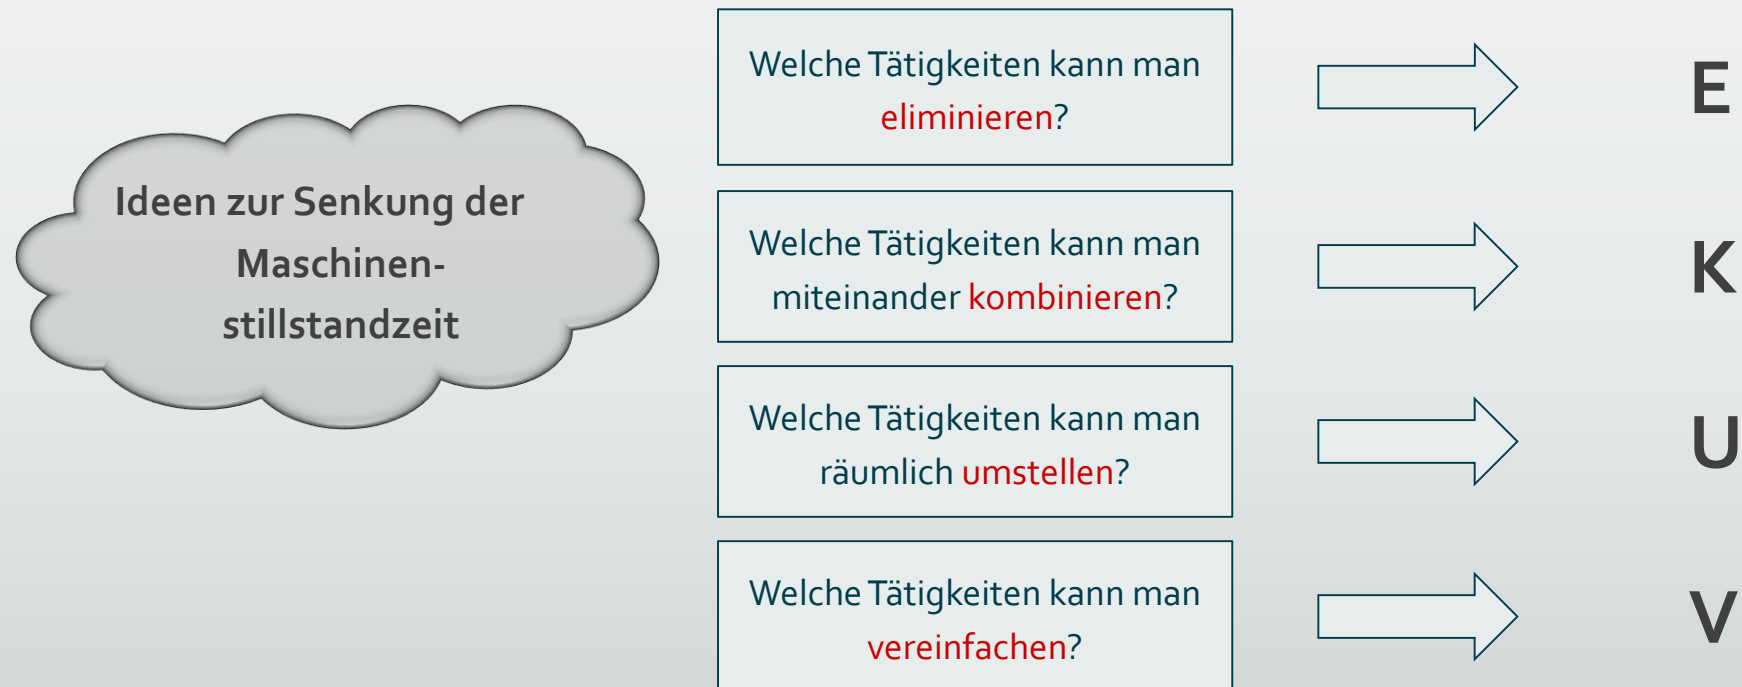 Ideen zur Senkung der
Maschinen-
stillstandzeit
Welche Tätigkeiten kann man
eliminieren?
E
Welche Tätigkeiten kann man
miteinander kombinieren?
K
Welche Tätigkeiten kann man
räumlich umstellen?
U
Welche Tätigkeiten kann man
vereinfachen?
V